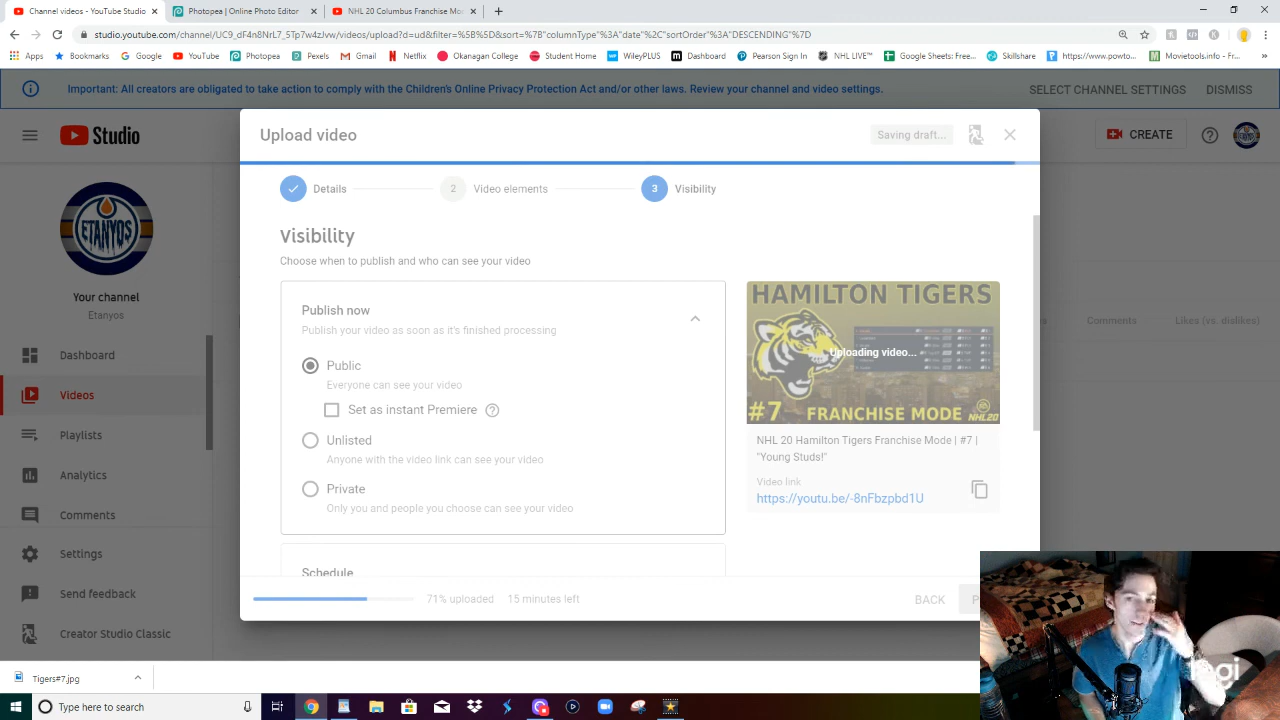 (5) YouTube
Photopea | Online Photo Editor
NHL 20 Columbus Franchise Mo
studio.youtube.com/channel/UC9_dF4n8NrL7_5Tp7w4zJvw/videos/upload?d=ud&filter=%5B%5D&sort=%7B"columnType"%3A"date"%2C"sortOrder"%3A"DESCENDING"%7D
Apps
Bookmarks
Google
YouTube
Pixlr
Pexels
Gmail
Netflix
Okanagan College
Student Home
WileyPLUS
Dashboard
Pearson Sign In
NHL LIVE™
Google Sheets: Free...
Skillshare
https://www.powto...
Movietools.info - Fr...
Important: All creators are obligated to take action to comply with the Children's Online Privacy Protection Act and/or other laws. Review your channel and video settings.
SELECT CHANNEL SETTINGS
DISMISS
Studio
CREATE
Upload video
Saving draft...
Details
2
Video elements
3
Visibility
ETANYOS
Your channel
Etanyos
Dashboard
Videos
Playlists
Analytics
Comments
Settings
Send feedback
Creator Studio Classic
Visibility
Choose when to publish and who can see your video
Publish now
Publish your video as soon as it's finished processing
Public
Everyone can see your video
Set as instant Premiere
Unlisted
Anyone with the video link can see your video
Private
Only you and people you choose can see your video
Schedule
HAMILTON TIGERS
Uploading video...
#7 FRANCHISE MODE
NHL 20
NHL 20 Hamilton Tigers Franchise Mode | #7 |
"Young Studs!"
Video link
https://youtu.be/-8nFbzpbd1U
Comments
Likes (vs. dislikes)
71% uploaded
15 minutes left
BACK
P
Tigers#7.jpg
Type here to search